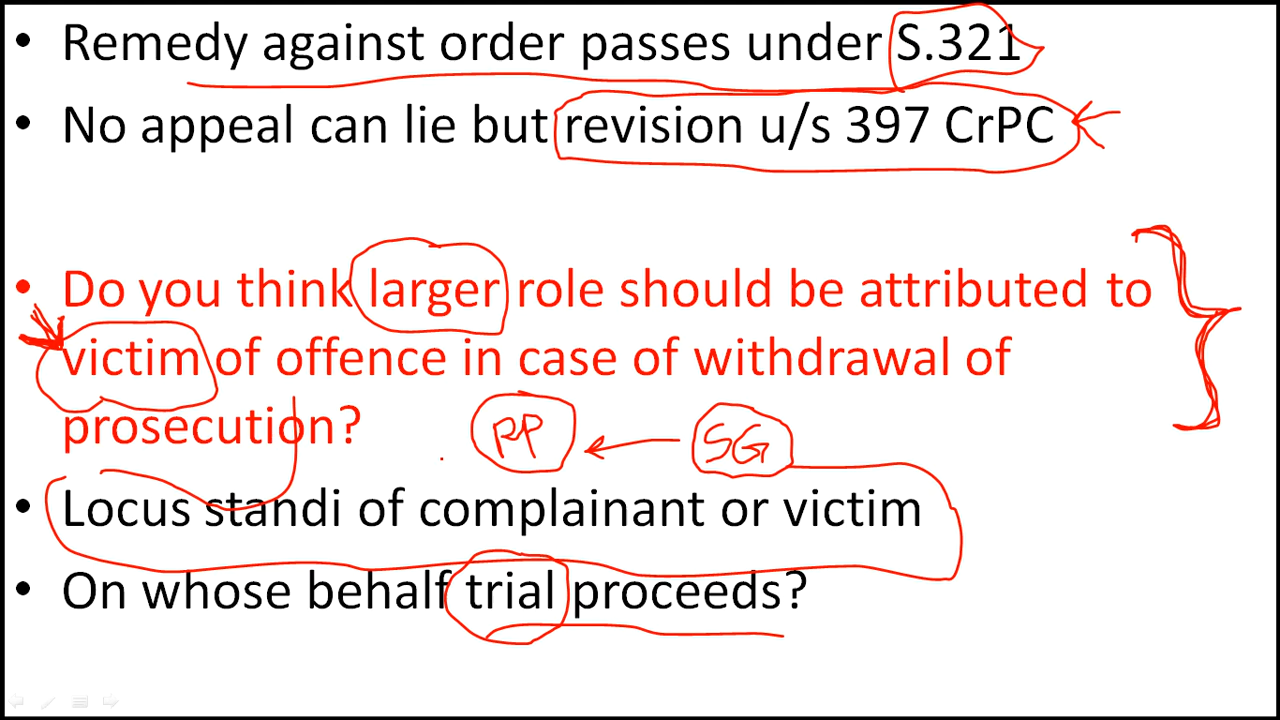 • Remedy against order passes under S.321
• No appeal can lie but revision u/s 397 CrPC
• Do you think larger role should be attributed to
victim of offence in case of withdrawal of
prosecution?
PP SG
• Locus standi of complainant or victim
• On whose behalf trial proceeds?